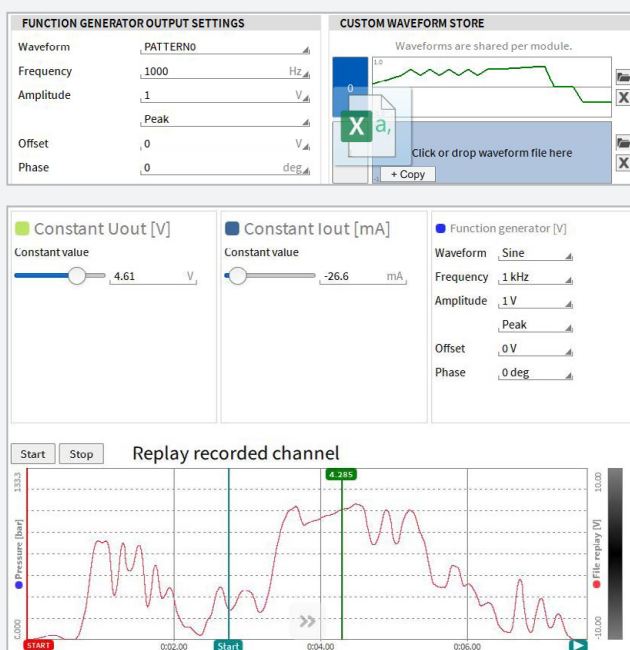 FUNCTION GENERATOR OUTPUT SETTINGS
Waveform PATTERN0
Frequency 1000 Hz
Amplitude 1 V
Peak
Offset 0 V
Phase 0 deg
CUSTOM WAVEFORM STORE
Waveforms are shared per module.
1.0
0
X a,
Click or drop waveform file here
+ Copy
X
X
Constant Uout [V]
Constant value
4.61 V
Constant Iout [mA]
Constant value
-26.6 mA
Function generator [V]
Waveform Sine
Frequency 1 kHz
Amplitude 1 V
Peak
Offset 0 V
Phase 0 deg
Start Stop Replay recorded channel
4.285
133.3
Pressure [bar]
0.000
10.00
File replay [V]
-10.00
START 0:02.00 Start 0:04.00 0:06.00